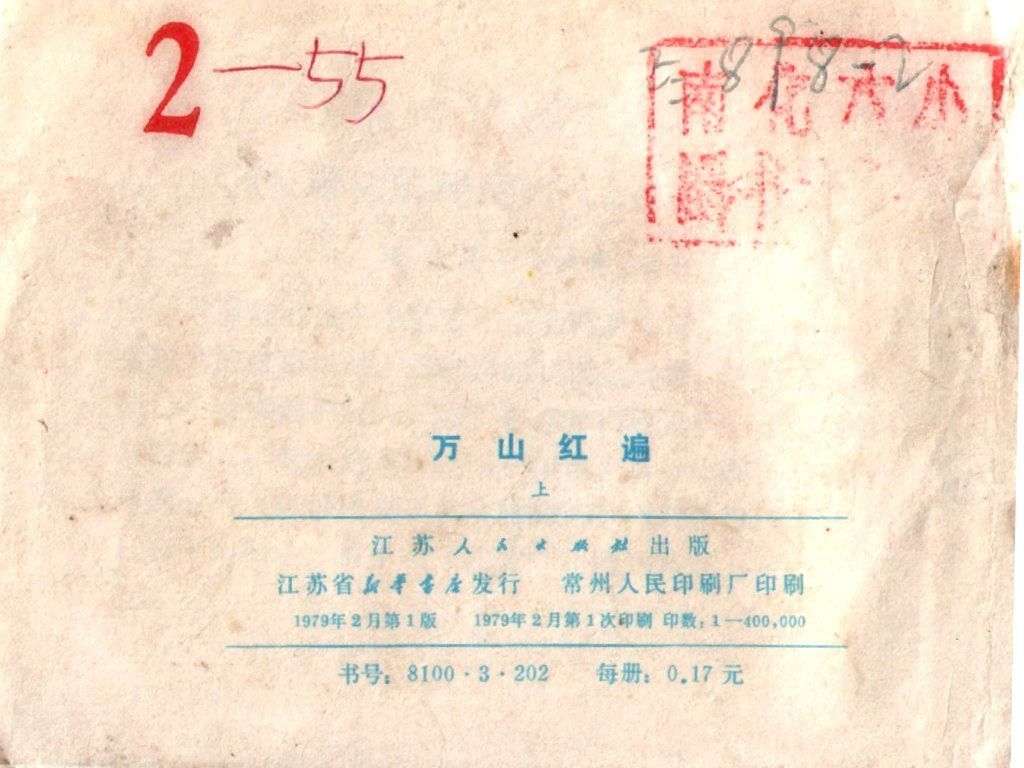 2—55
898-2
万山红遍
上
江苏人民出版社出版
江苏省新华书店发行 常州人民印刷厂印刷
1979年2月第1版 1979年2月第1次印刷 印数：1—400,000
书号：8100·3·202 每册：0.17元